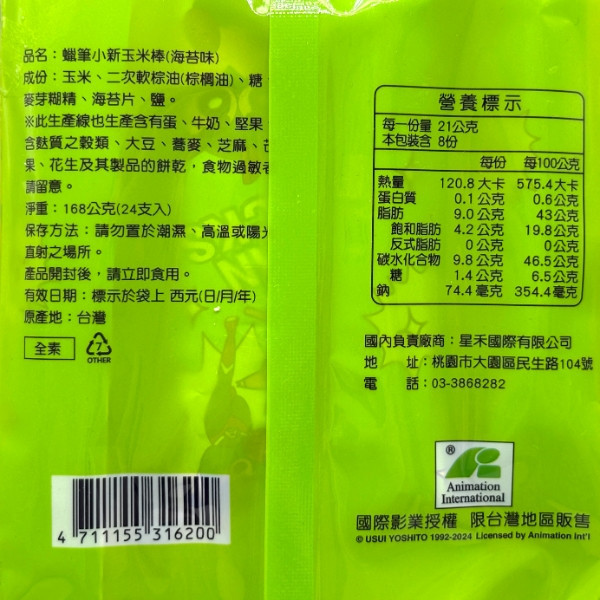 品名：蠟筆小新玉米棒(海苔味)
成份：玉米、二次軟棕油(棕櫚油)、糖
麥芽糊精、海苔片、鹽。
※此生產線也生產含有蛋、牛奶、堅果
含麩質之穀類、大豆、蕎麥、芝麻、芒
果、花生及其製品的餅乾，食物過敏者
請留意。
淨重：168公克(24支入)
保存方法：請勿置於潮濕、高溫或陽光
直射之場所。
產品開封後，請立即食用。
有效日期：標示於袋上 西元(日/月/年)
原產地：台灣
全素
7
OTHER
4 711155 316200
營養標示
每一份量 21公克
本包裝含 8份
每份 每100公克
熱量 120.8大卡 575.4大卡
蛋白質 0.1公克 0.6公克
脂肪 9.0公克 43公克
飽和脂肪 4.2公克 19.8公克
反式脂肪 0公克 0公克
碳水化合物 9.8公克 46.5公克
糖 1.4公克 6.5公克
鈉 74.4毫克 354.4毫克
國內負責廠商：星禾國際有限公司
地 址：桃園市大園區民生路104號
電 話：03-3868282
®
Animation
International
國際影業授權 限台灣地區販售
© USUI YOSHITO 1992-2024 Licensed by Animation Int'l